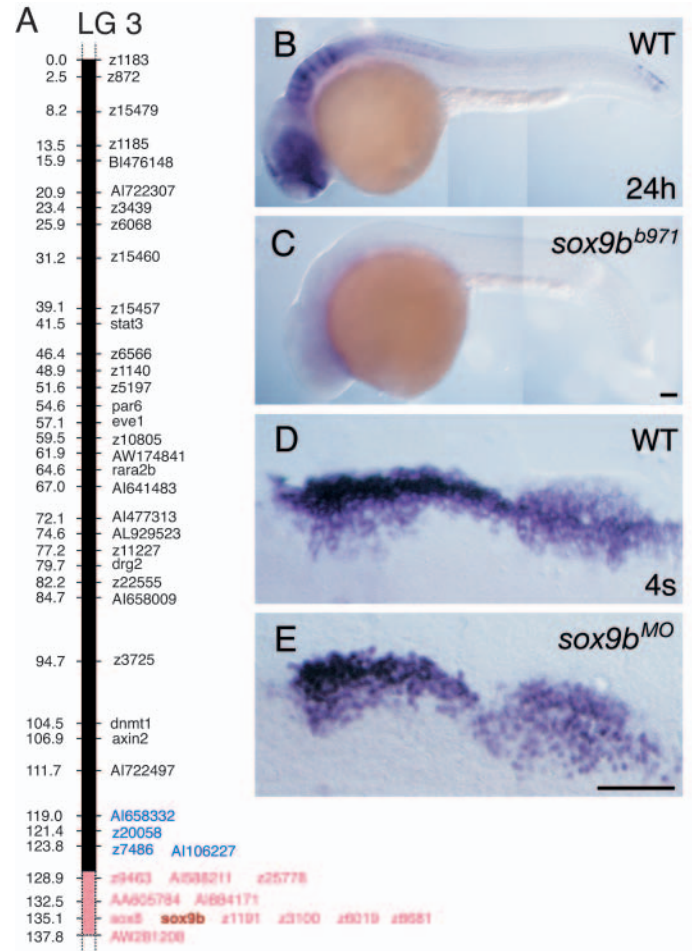 A LG 3
0.0 z1183
2.5 z872
8.2 z15479
13.5 z1185
15.9 BI476148
20.9 AI722307
23.4 z3439
25.9 z6068
31.2 z15460
39.1 z15457
41.5 stat3
46.4 z6566
48.9 z1140
51.6 z5197
54.6 par6
57.1 eve1
59.5 z10805
61.9 AW174841
64.6 rara2b
67.0 AI641483
72.1 AI477313
74.6 AL929523
77.2 z11227
79.7 drg2
82.2 z22555
84.7 AI658009
94.7 z3725
104.5 dnmt1
106.9 axin2
111.7 AI722497
119.0 AI658332
121.4 z20058
123.8 z7486 AI106227
128.9 z9463 AI588211 z25778
132.5 AA605784 AI884171
135.1 sox8 sox9b z1191 z3100 z6019 z8681
137.8 AW281208
B WT
24h
C sox9b b971
D WT
4s
E sox9b MO